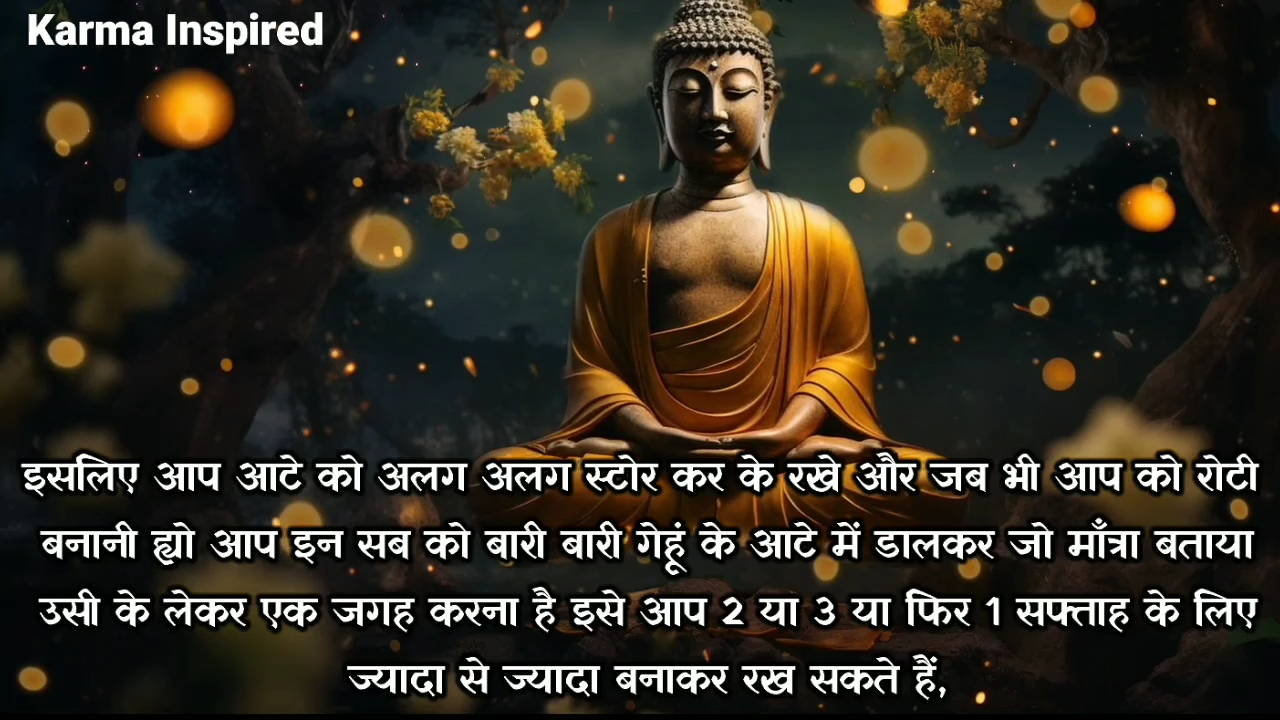 Karma Inspired
इसलिए आप आटे को अलग अलग स्टोर कर के रखे और जब भी आप को रोटी
बनानी ह्यो आप इन सब को बारी बारी गेहूं के आटे में डालकर जो माँत्रा बताया
उसी के लेकर एक जगह करना है इसे आप 2 या 3 या फिर 1 सफ्ताह के लिए
ज्यादा से ज्यादा बनाकर रख सकते हैं,